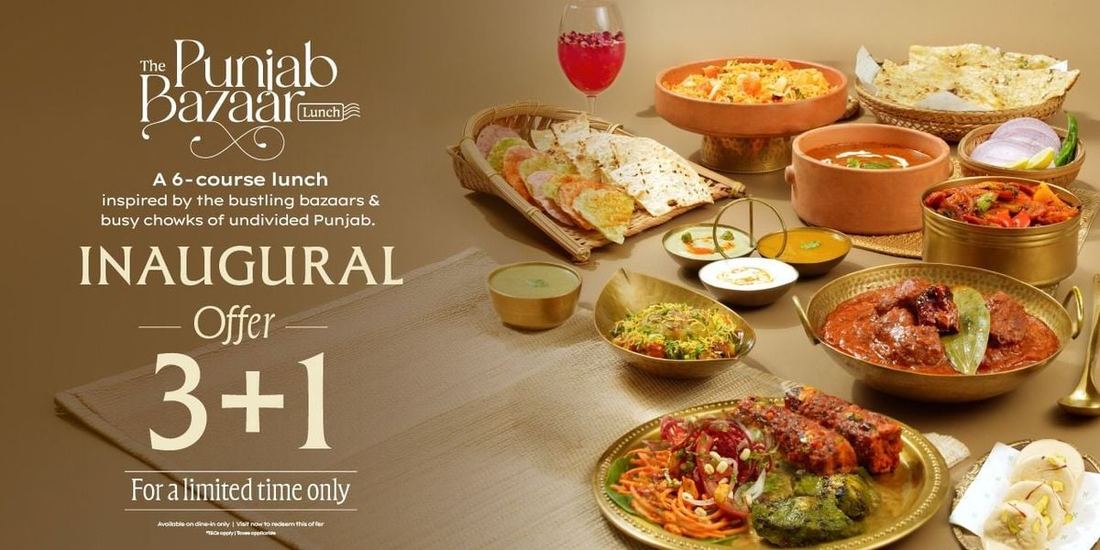 The Punjab
Bazaar Lunch
A 6-course lunch
inspired by the bustling bazaars &
busy chowks of undivided Punjab.
INAUGURAL
Offer
3+1
For a limited time only
Available on dine-in only | Visit now to redeem this offer
*T&Cs apply | Taxes applicable